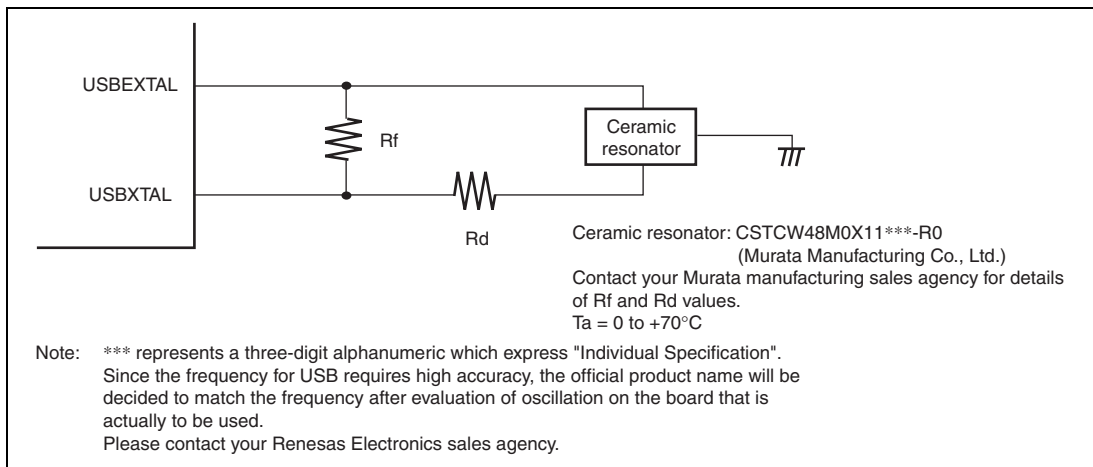 USBEXTAL
Rf
Ceramic
resonator
USBXTAL
Rd
Ceramic resonator: CSTCW48M0X11***-R0
(Murata Manufacturing Co., Ltd.)
Contact your Murata manufacturing sales agency for details
of Rf and Rd values.
Ta = 0 to +70°C
Note: *** represents a three-digit alphanumeric which express "Individual Specification".
Since the frequency for USB requires high accuracy, the official product name will be
decided to match the frequency after evaluation of oscillation on the board that is
actually to be used.
Please contact your Renesas Electronics sales agency.